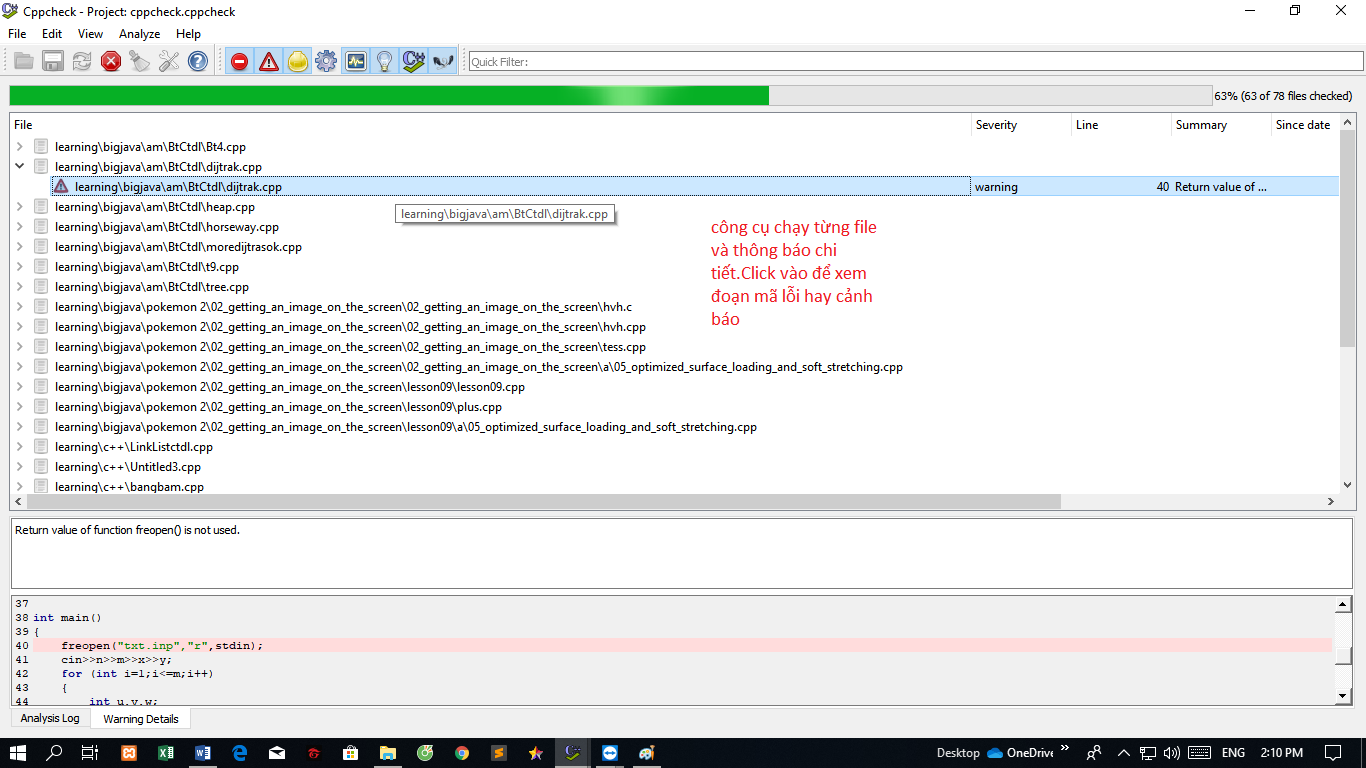 Cppcheck - Project: cppcheck.cppcheck
File Edit View Analyze Help
Quick Filter:
63% (63 of 78 files checked)
File Severity Line Summary Since date
learning\bigjava\am\BtCtdl\Bt4.cpp
learning\bigjava\am\BtCtdl\dijtrak.cpp
learning\bigjava\am\BtCtdl\dijtrak.cpp warning 40 Return value of ...
learning\bigjava\am\BtCtdl\heap.cpp
learning\bigjava\am\BtCtdl\dijtrak.cpp
learning\bigjava\am\BtCtdl\horseway.cpp
learning\bigjava\am\BtCtdl\moredijtrasok.cpp
learning\bigjava\am\BtCtdl\t9.cpp
learning\bigjava\am\BtCtdl\tree.cpp
công cụ chạy từng file
và thông báo chi
tiết.Click vào để xem
đoạn mã lỗi hay cảnh
báo
learning\bigjava\pokemon 2\02_getting_an_image_on_the_screen\02_getting_an_image_on_the_screen\hvh.c
learning\bigjava\pokemon 2\02_getting_an_image_on_the_screen\02_getting_an_image_on_the_screen\hvh.cpp
learning\bigjava\pokemon 2\02_getting_an_image_on_the_screen\02_getting_an_image_on_the_screen\tess.cpp
learning\bigjava\pokemon 2\02_getting_an_image_on_the_screen\02_getting_an_image_on_the_screen\a\05_optimized_surface_loading_and_soft_stretching.cpp
learning\bigjava\pokemon 2\02_getting_an_image_on_the_screen\lesson09\lesson09.cpp
learning\bigjava\pokemon 2\02_getting_an_image_on_the_screen\lesson09\plus.cpp
learning\bigjava\pokemon 2\02_getting_an_image_on_the_screen\lesson09\a\05_optimized_surface_loading_and_soft_stretching.cpp
learning\c++\LinkListctdl.cpp
learning\c++\Untitled3.cpp
learning\c++\bangbam.cpp
Return value of function freopen() is not used.
37
38 int main()
39 {
40 freopen("txt.inp","r",stdin);
41 cin>>n>>m>>x>>y;
42 for (int i=1;i<=m;i++)
43 {
44 int u,v,w;
Analysis Log Warning Details
Desktop OneDrive ENG 2:10 PM